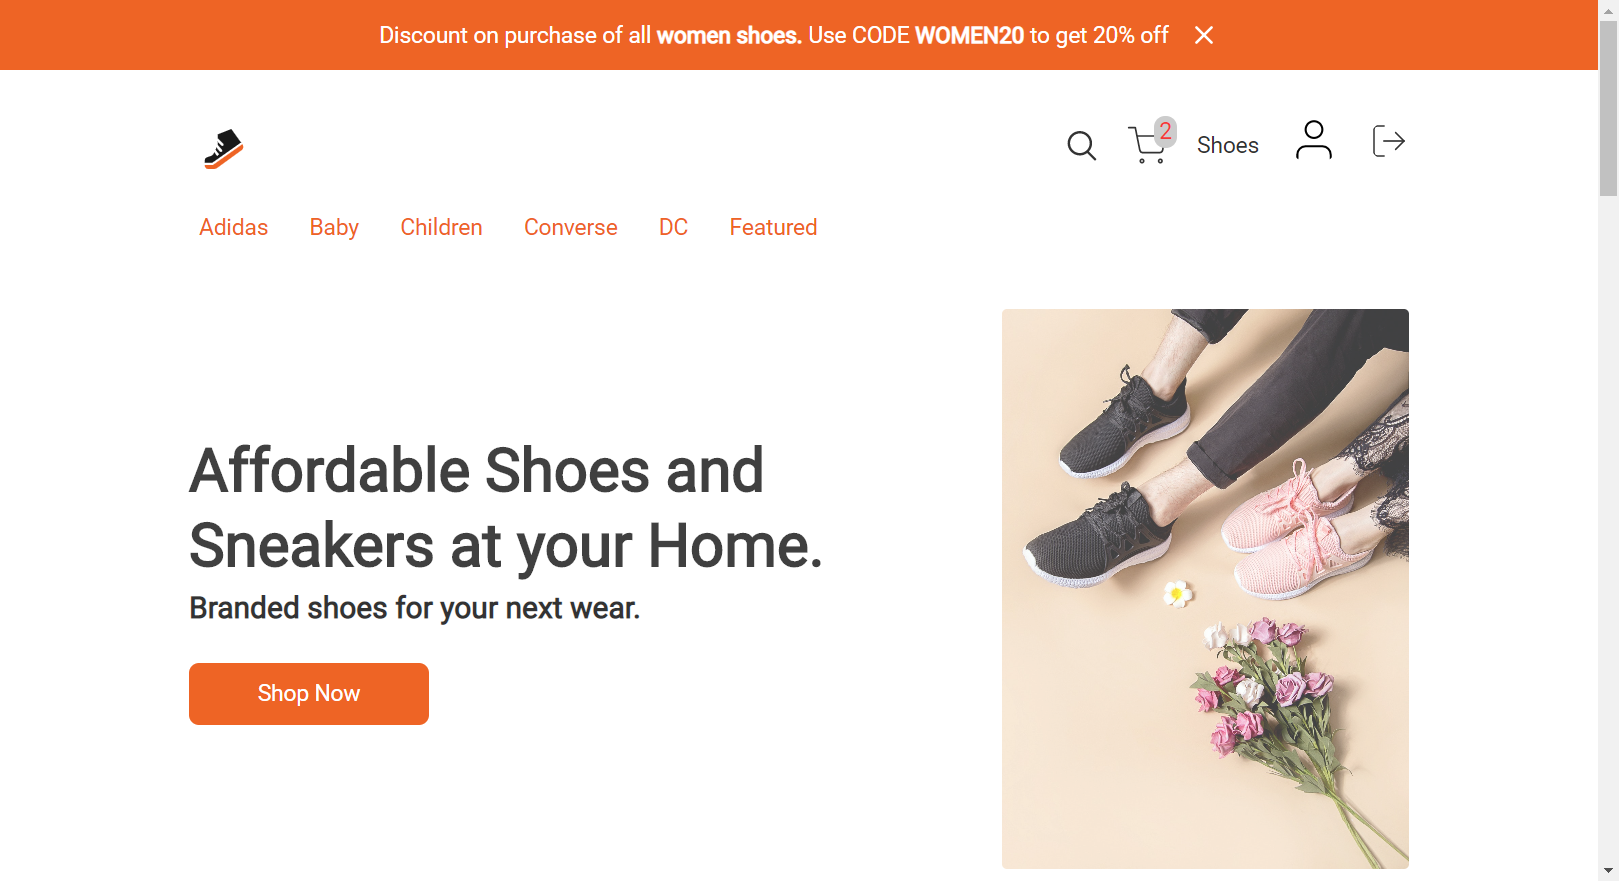 Discount on purchase of all women shoes. Use CODE WOMEN20 to get 20% off
2
Shoes
Adidas Baby Children Converse DC Featured
Affordable Shoes and
Sneakers at your Home.
Branded shoes for your next wear.
Shop Now